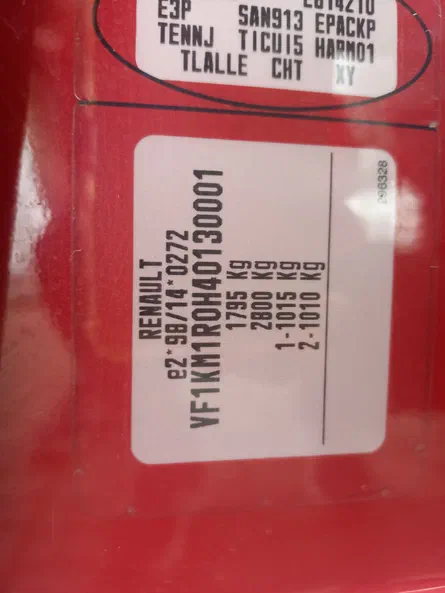 E3P SAN913 EPACKP
TENNJ TICUI5 HARM01
TLALLE CHT XY
RENAULT
e2*98/14*0272
VF1KM1R0H40130001
1795 Kg
2800 Kg
1-1015 Kg
2-1010 Kg